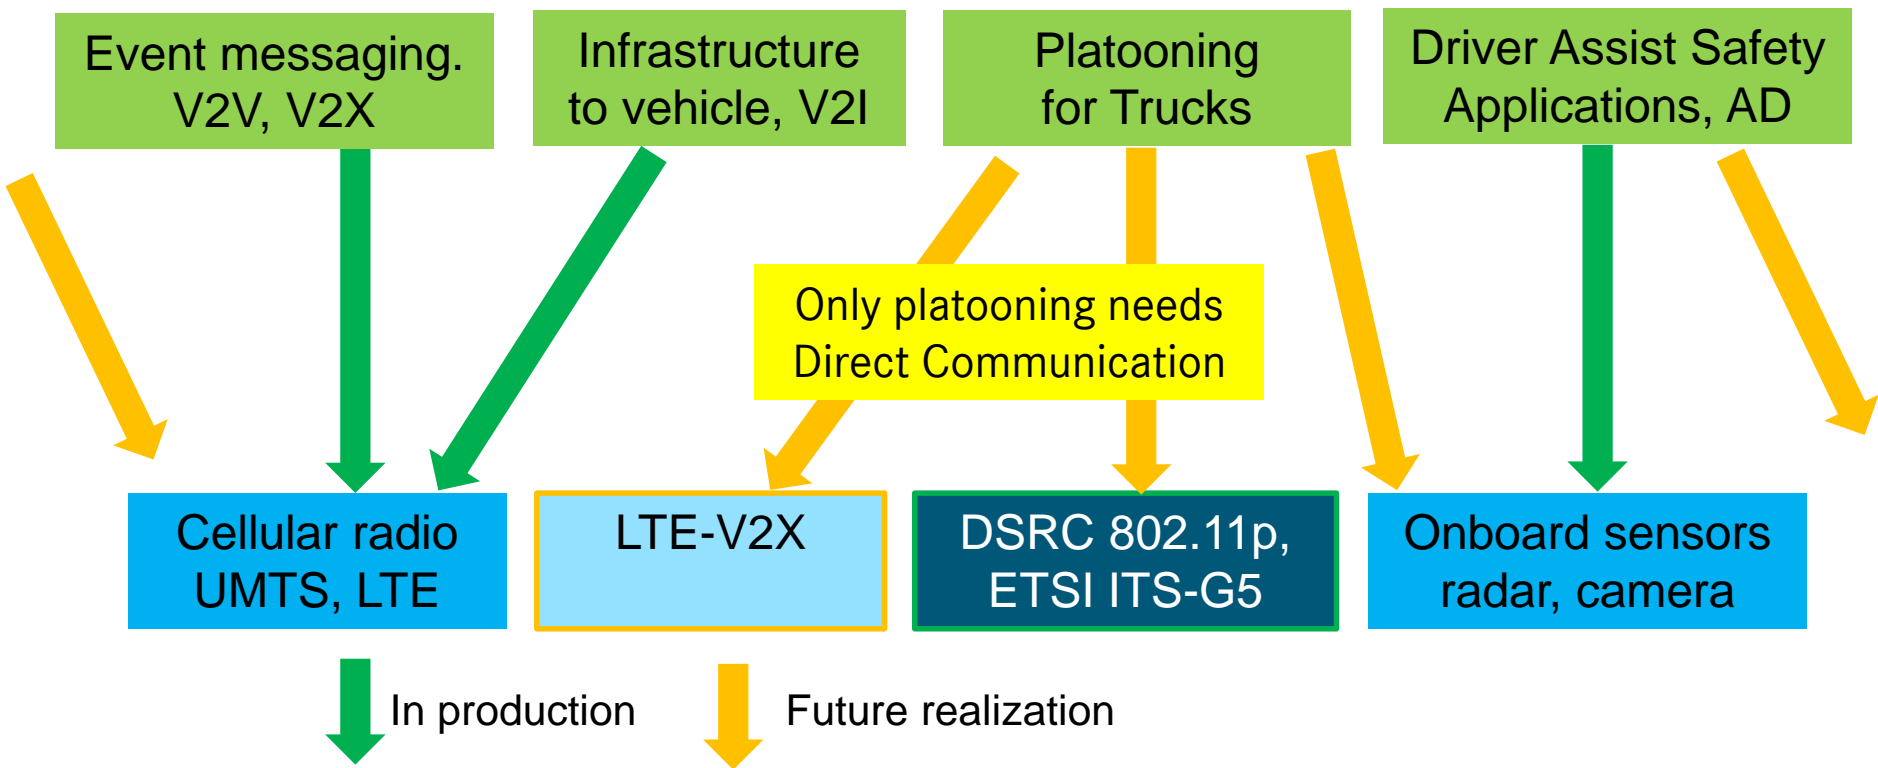 Event messaging.
V2V, V2X
Infrastructure
to vehicle, V2I
Platooning
for Trucks
Driver Assist Safety
Applications, AD
Only platooning needs
Direct Communication
Cellular radio
UMTS, LTE
LTE-V2X
DSRC 802.11p,
ETSI ITS-G5
Onboard sensors
radar, camera
In production
Future realization